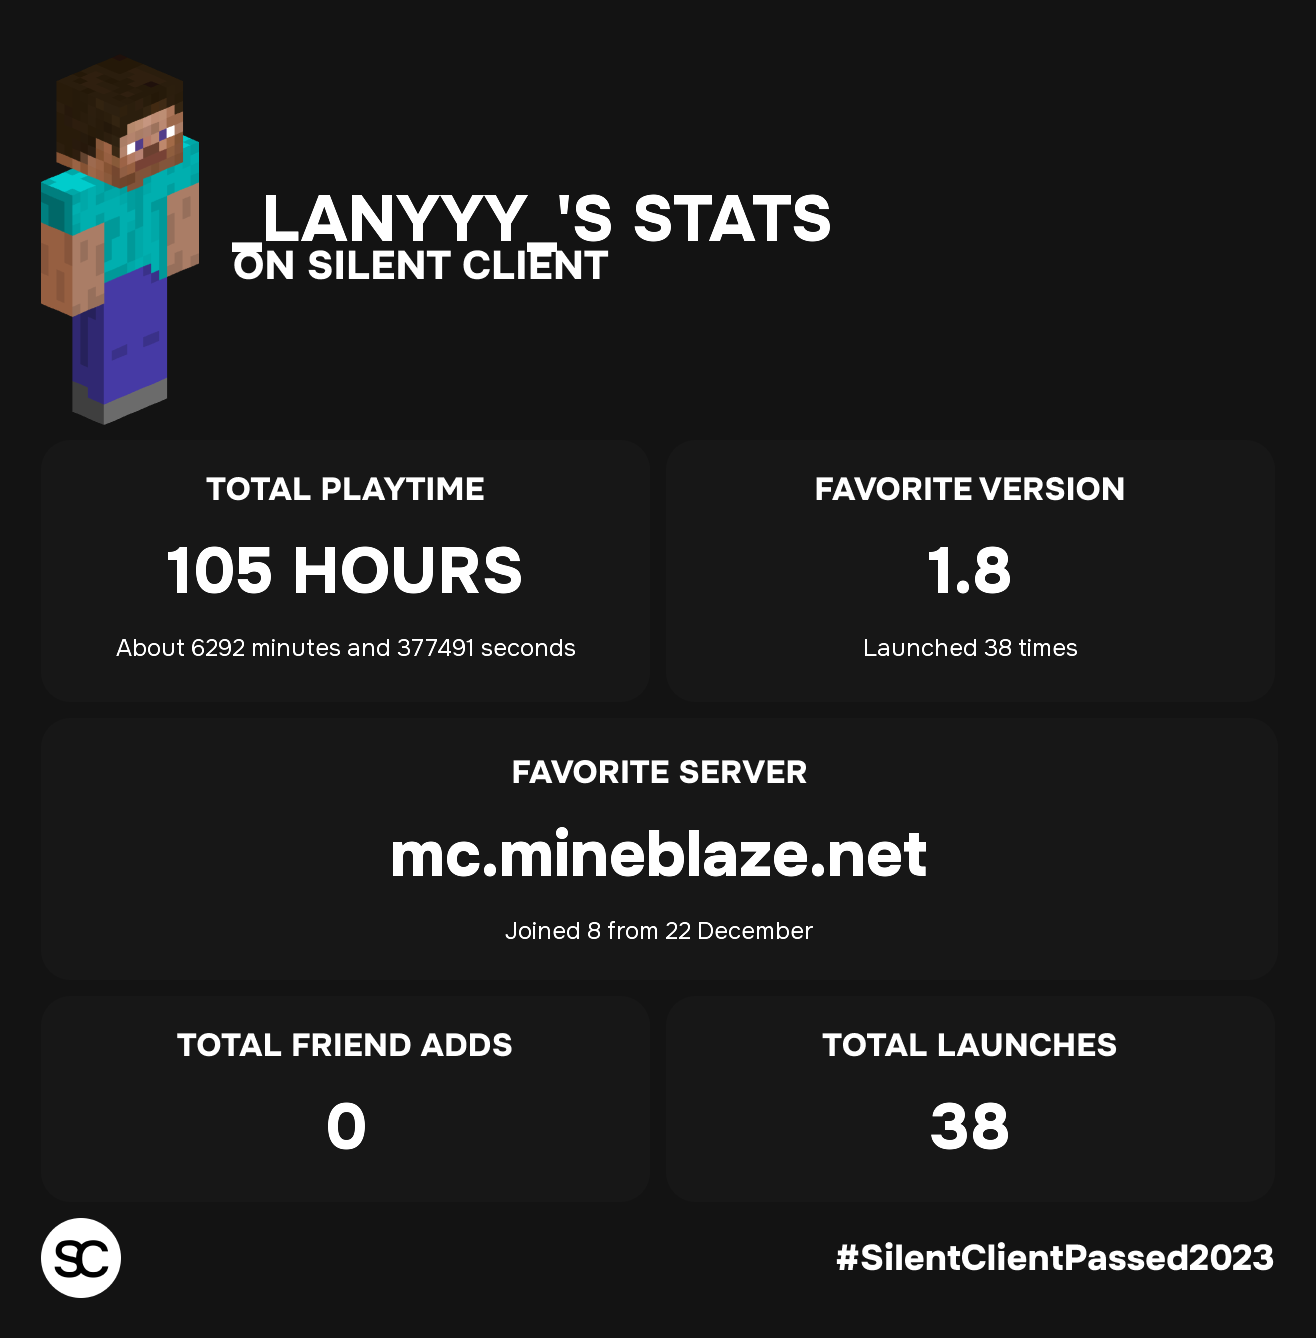 _LANYYY_'S STATS
ON SILENT CLIENT
TOTAL PLAYTIME
105 HOURS
About 6292 minutes and 377491 seconds
FAVORITE VERSION
1.8
Launched 38 times
FAVORITE SERVER
mc.mineblaze.net
Joined 8 from 22 December
TOTAL FRIEND ADDS
0
TOTAL LAUNCHES
38
SC
#SilentClientPassed2023